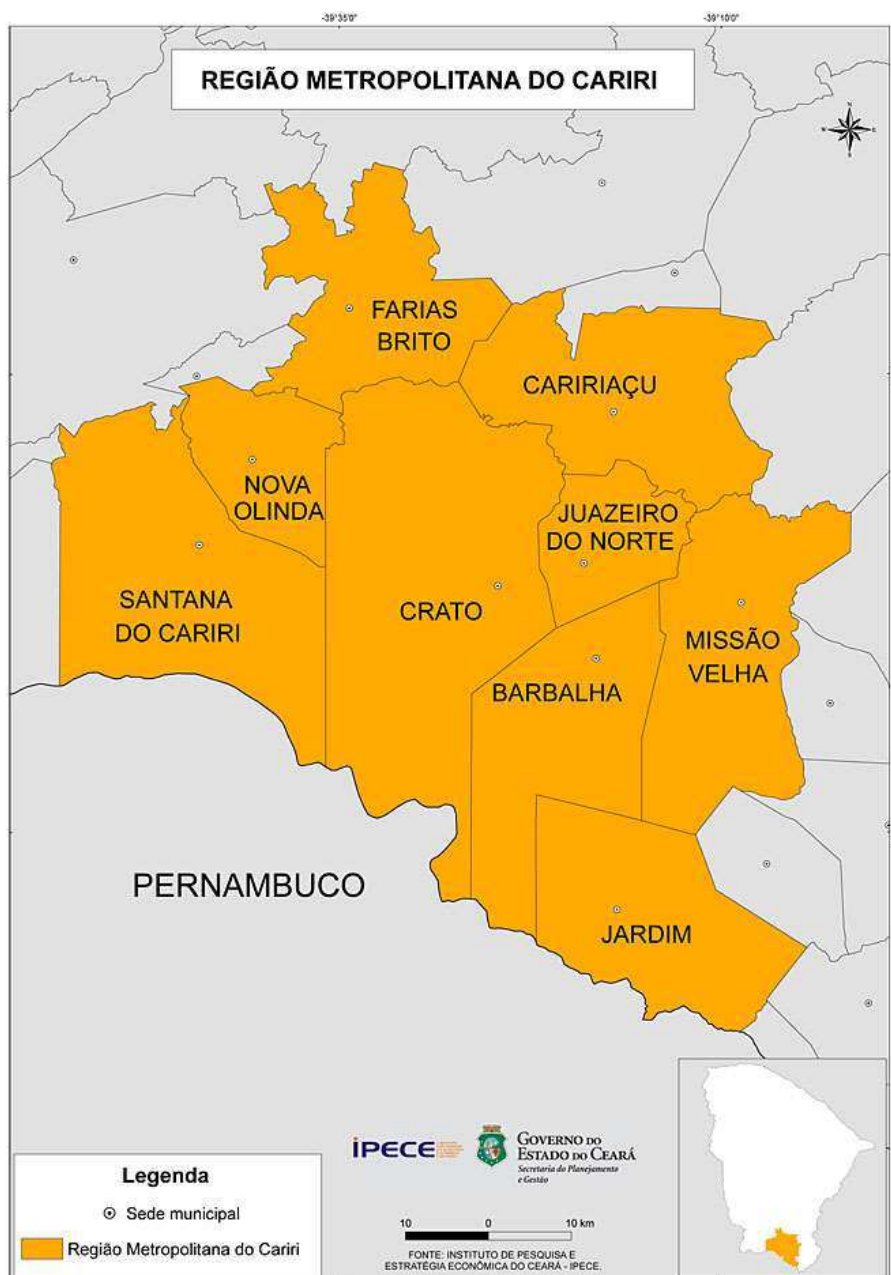 -39°35'0"
-39°10'0"
REGIÃO METROPOLITANA DO CARIRI
N
W
E
S
FARIAS
BRITO
CARIRIAÇU
NOVA
OLINDA
JUAZEIRO
DO NORTE
SANTANA
DO CARIRI
CRATO
MISSÃO
VELHA
BARBALHA
PERNAMBUCO
JARDIM
IPECE
GOVERNO DO
ESTADO DO CEARÁ
Secretaria do Planejamento
e Gestão
Legenda
Sede municipal
Região Metropolitana do Cariri
10 0 10 km
FONTE: INSTITUTO DE PESQUISA E
ESTRATÉGIA ECONÔMICA DO CEARÁ - IPECE.